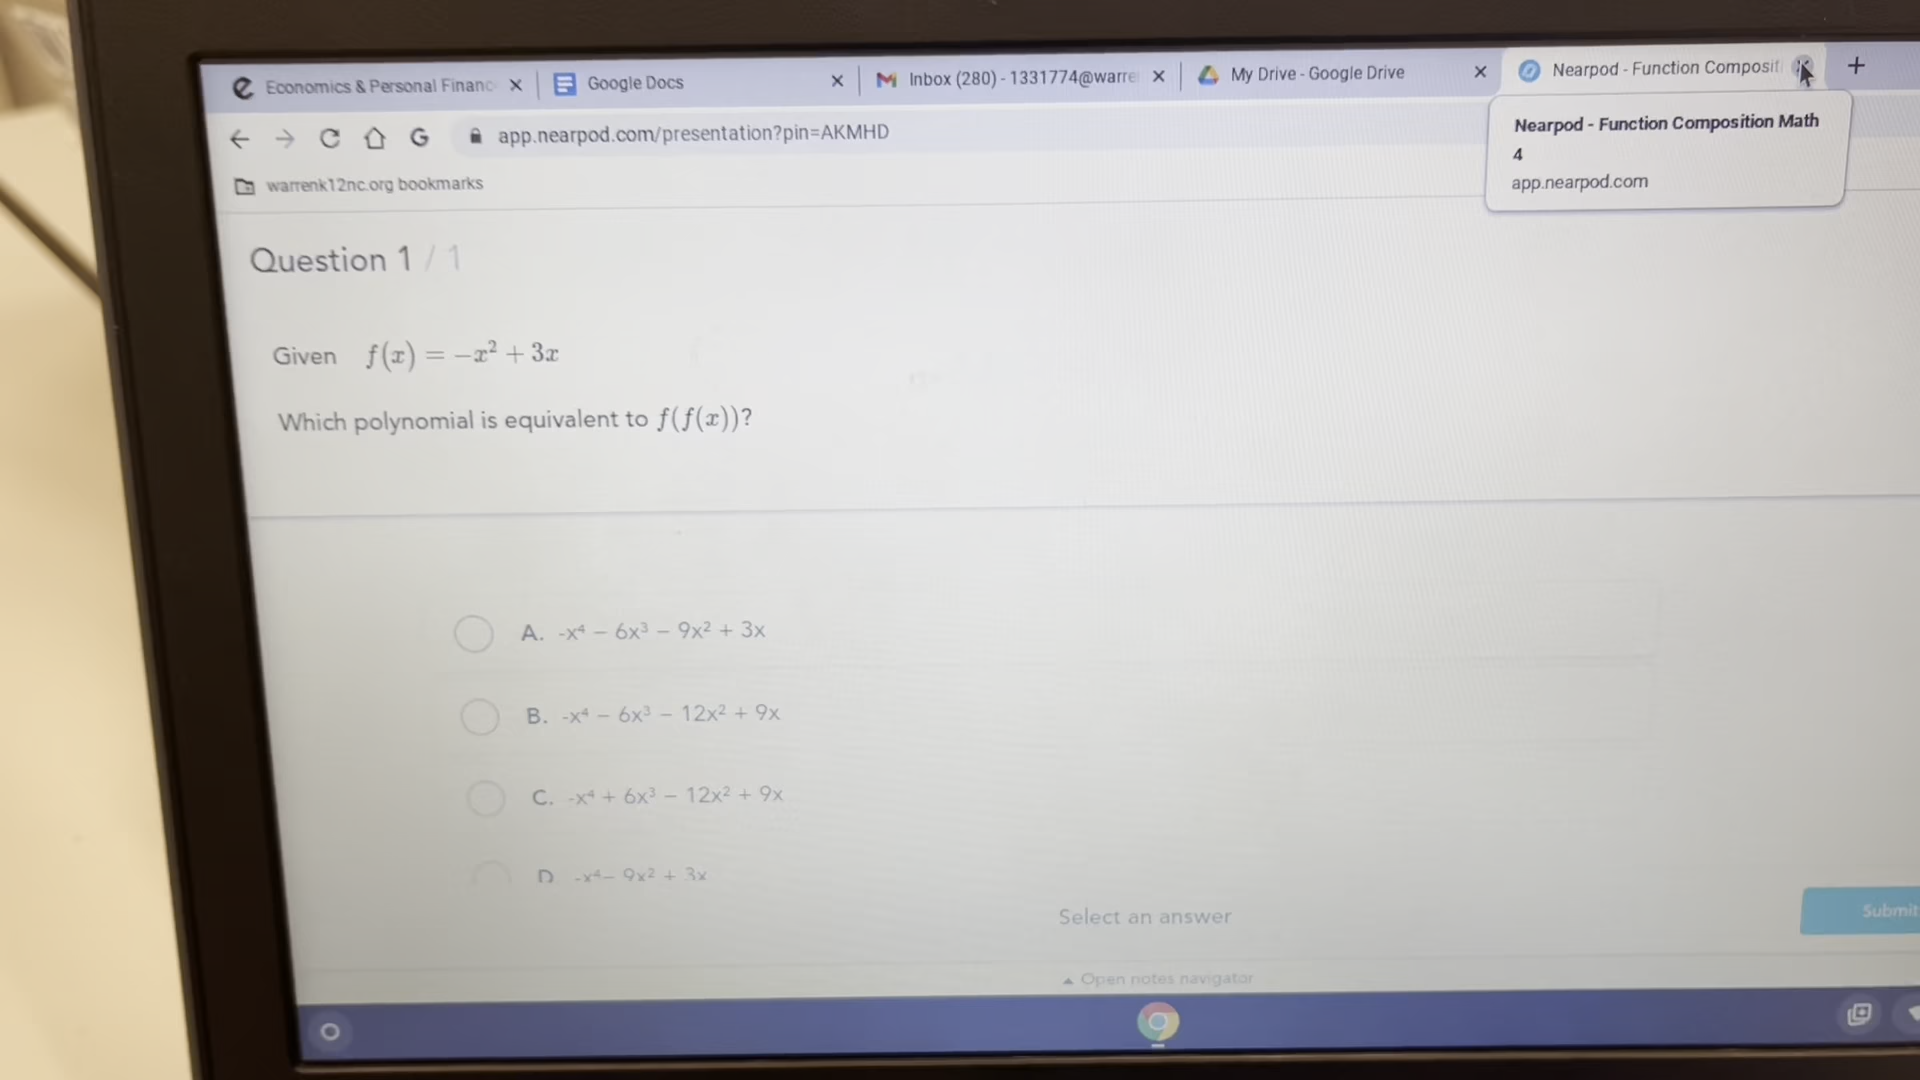 Economics & Personal Financ
Google Docs
Inbox (280) - 1331774@warre
My Drive - Google Drive
Nearpod - Function Composit
app.nearpod.com/presentation?pin=AKMHD
Nearpod - Function Composition Math
4
app.nearpod.com
warrenk12nc.org bookmarks
Question 1 / 1
Given f(x) = −x² + 3x
Which polynomial is equivalent to f(f(x))?
A. -x⁴ − 6x³ − 9x² + 3x
B. -x⁴ − 6x³ − 12x² + 9x
C. -x⁴ + 6x³ − 12x² + 9x
D -x⁴− 9x² + 3x
Select an answer
Submit
Open notes navigator